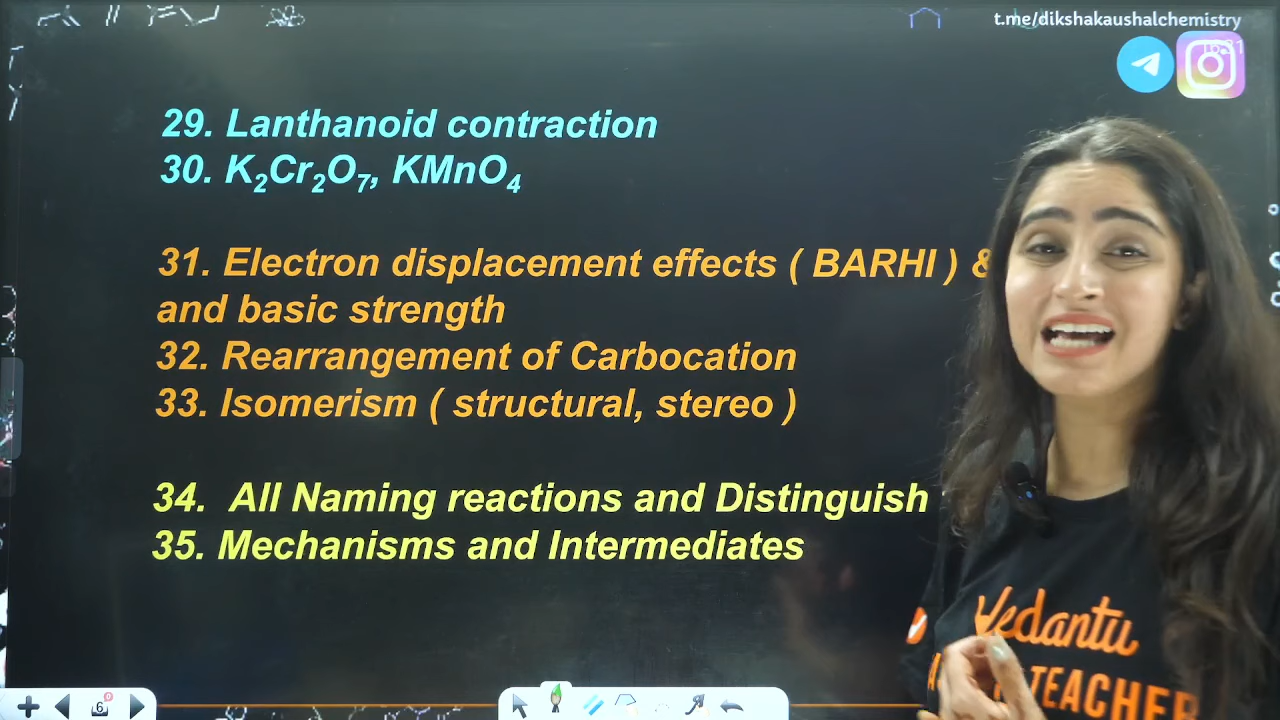 t.me/dikshakaushalchemistry
29. Lanthanoid contraction
30. K₂Cr₂O₇, KMnO₄
31. Electron displacement effects ( BARHI ) &
and basic strength
32. Rearrangement of Carbocation
33. Isomerism ( structural, stereo )
34. All Naming reactions and Distinguish
35. Mechanisms and Intermediates
Vedantu
TEACHER
6